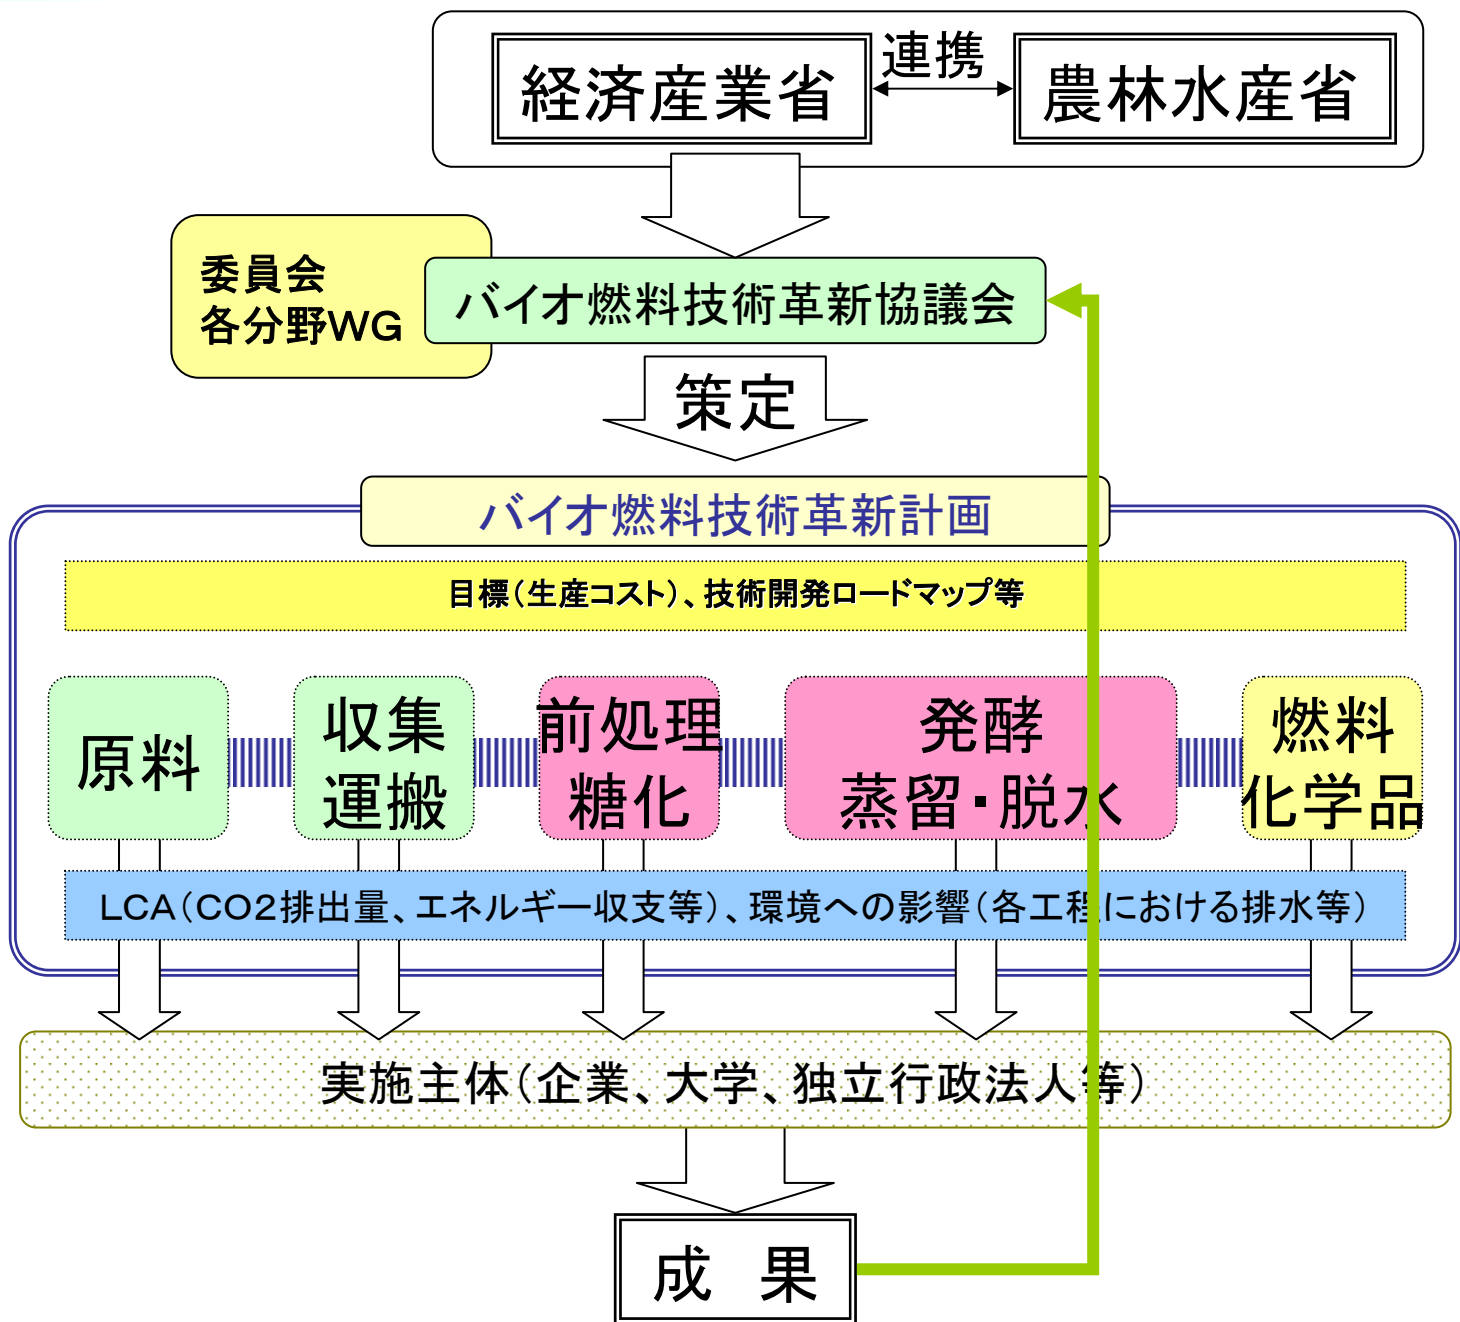 経済産業省
連携
農林水産省
委員会
各分野WG
バイオ燃料技術革新協議会
策定
バイオ燃料技術革新計画
目標(生産コスト)、技術開発ロードマップ等
原料
収集
運搬
前処理
糖化
発酵
蒸留・脱水
燃料
化学品
LCA(CO2排出量、エネルギー収支等)、環境への影響(各工程における排水等)
実施主体(企業、大学、独立行政法人等)
成　果